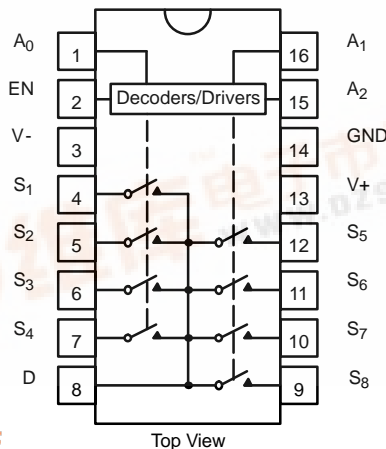 A0 1 16 A1
EN 2 Decoders/Drivers 15 A2
V- 3 14 GND
S1 4 13 V+
S2 5 12 S5
S3 6 11 S6
S4 7 10 S7
D 8 9 S8
Top View